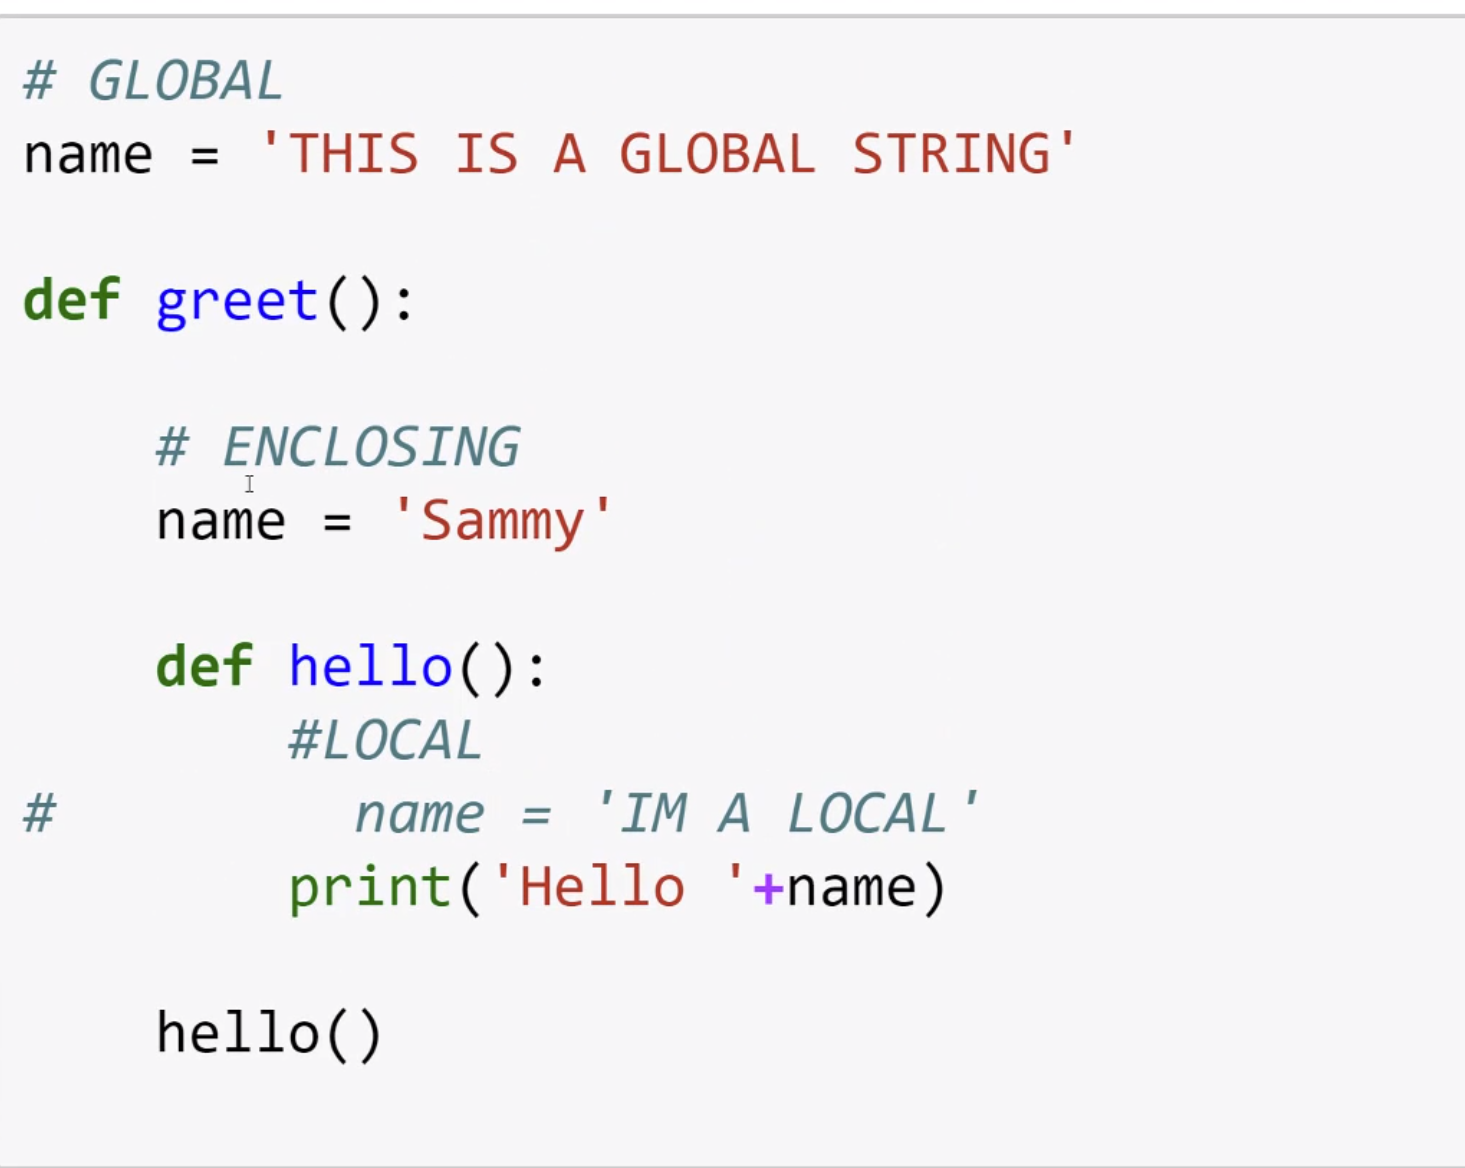 # GLOBAL
name = 'THIS IS A GLOBAL STRING'
def greet():
    # ENCLOSING
    name = 'Sammy'
    def hello():
        #LOCAL
#         name = 'IM A LOCAL'
        print('Hello '+name)
    hello()